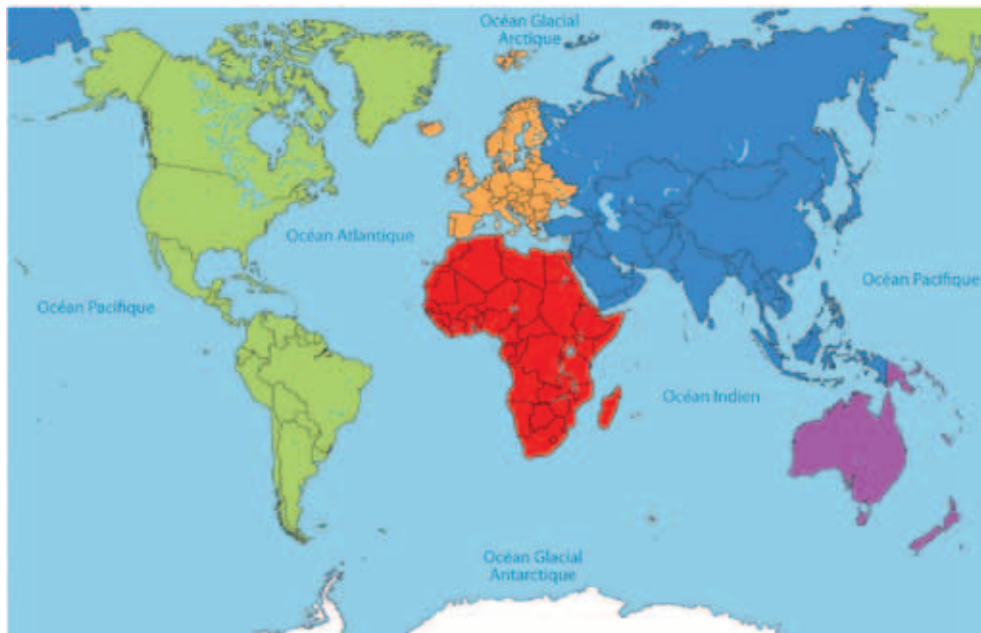 Océan Glacial
Arctique
Océan Atlantique
Océan Pacifique
Océan Pacifique
Océan Indien
Océan Glacial
Antarctique